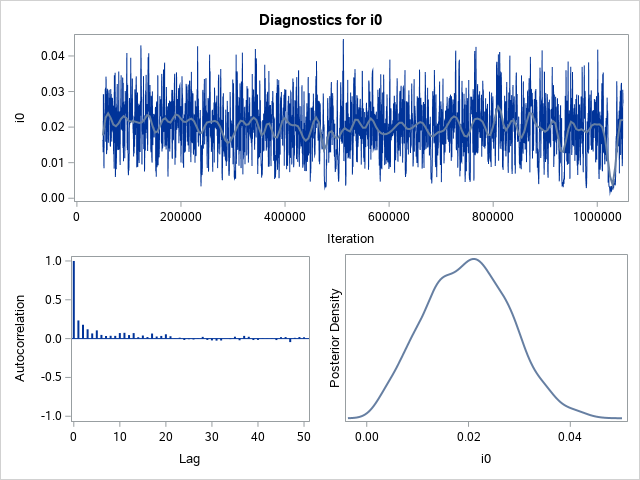 Diagnostics for i0
i0
0.04
0.03
0.02
0.01
0.00
0 200000 400000 600000 800000 1000000
Iteration
Autocorrelation
1.0
0.5
0.0
-0.5
-1.0
0 10 20 30 40 50
Lag
Posterior Density
0.00 0.02 0.04
i0